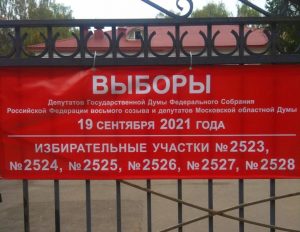 ВЫБОРЫ
Депутатов Государственной Думы Федерального Собрания
Российской Федерации восьмого созыва и депутатов Московской областной Думы
19 СЕНТЯБРЯ 2021 ГОДА
ИЗБИРАТЕЛЬНЫЕ УЧАСТКИ №2523,
№2524, №2525, №2526, №2527, №2528